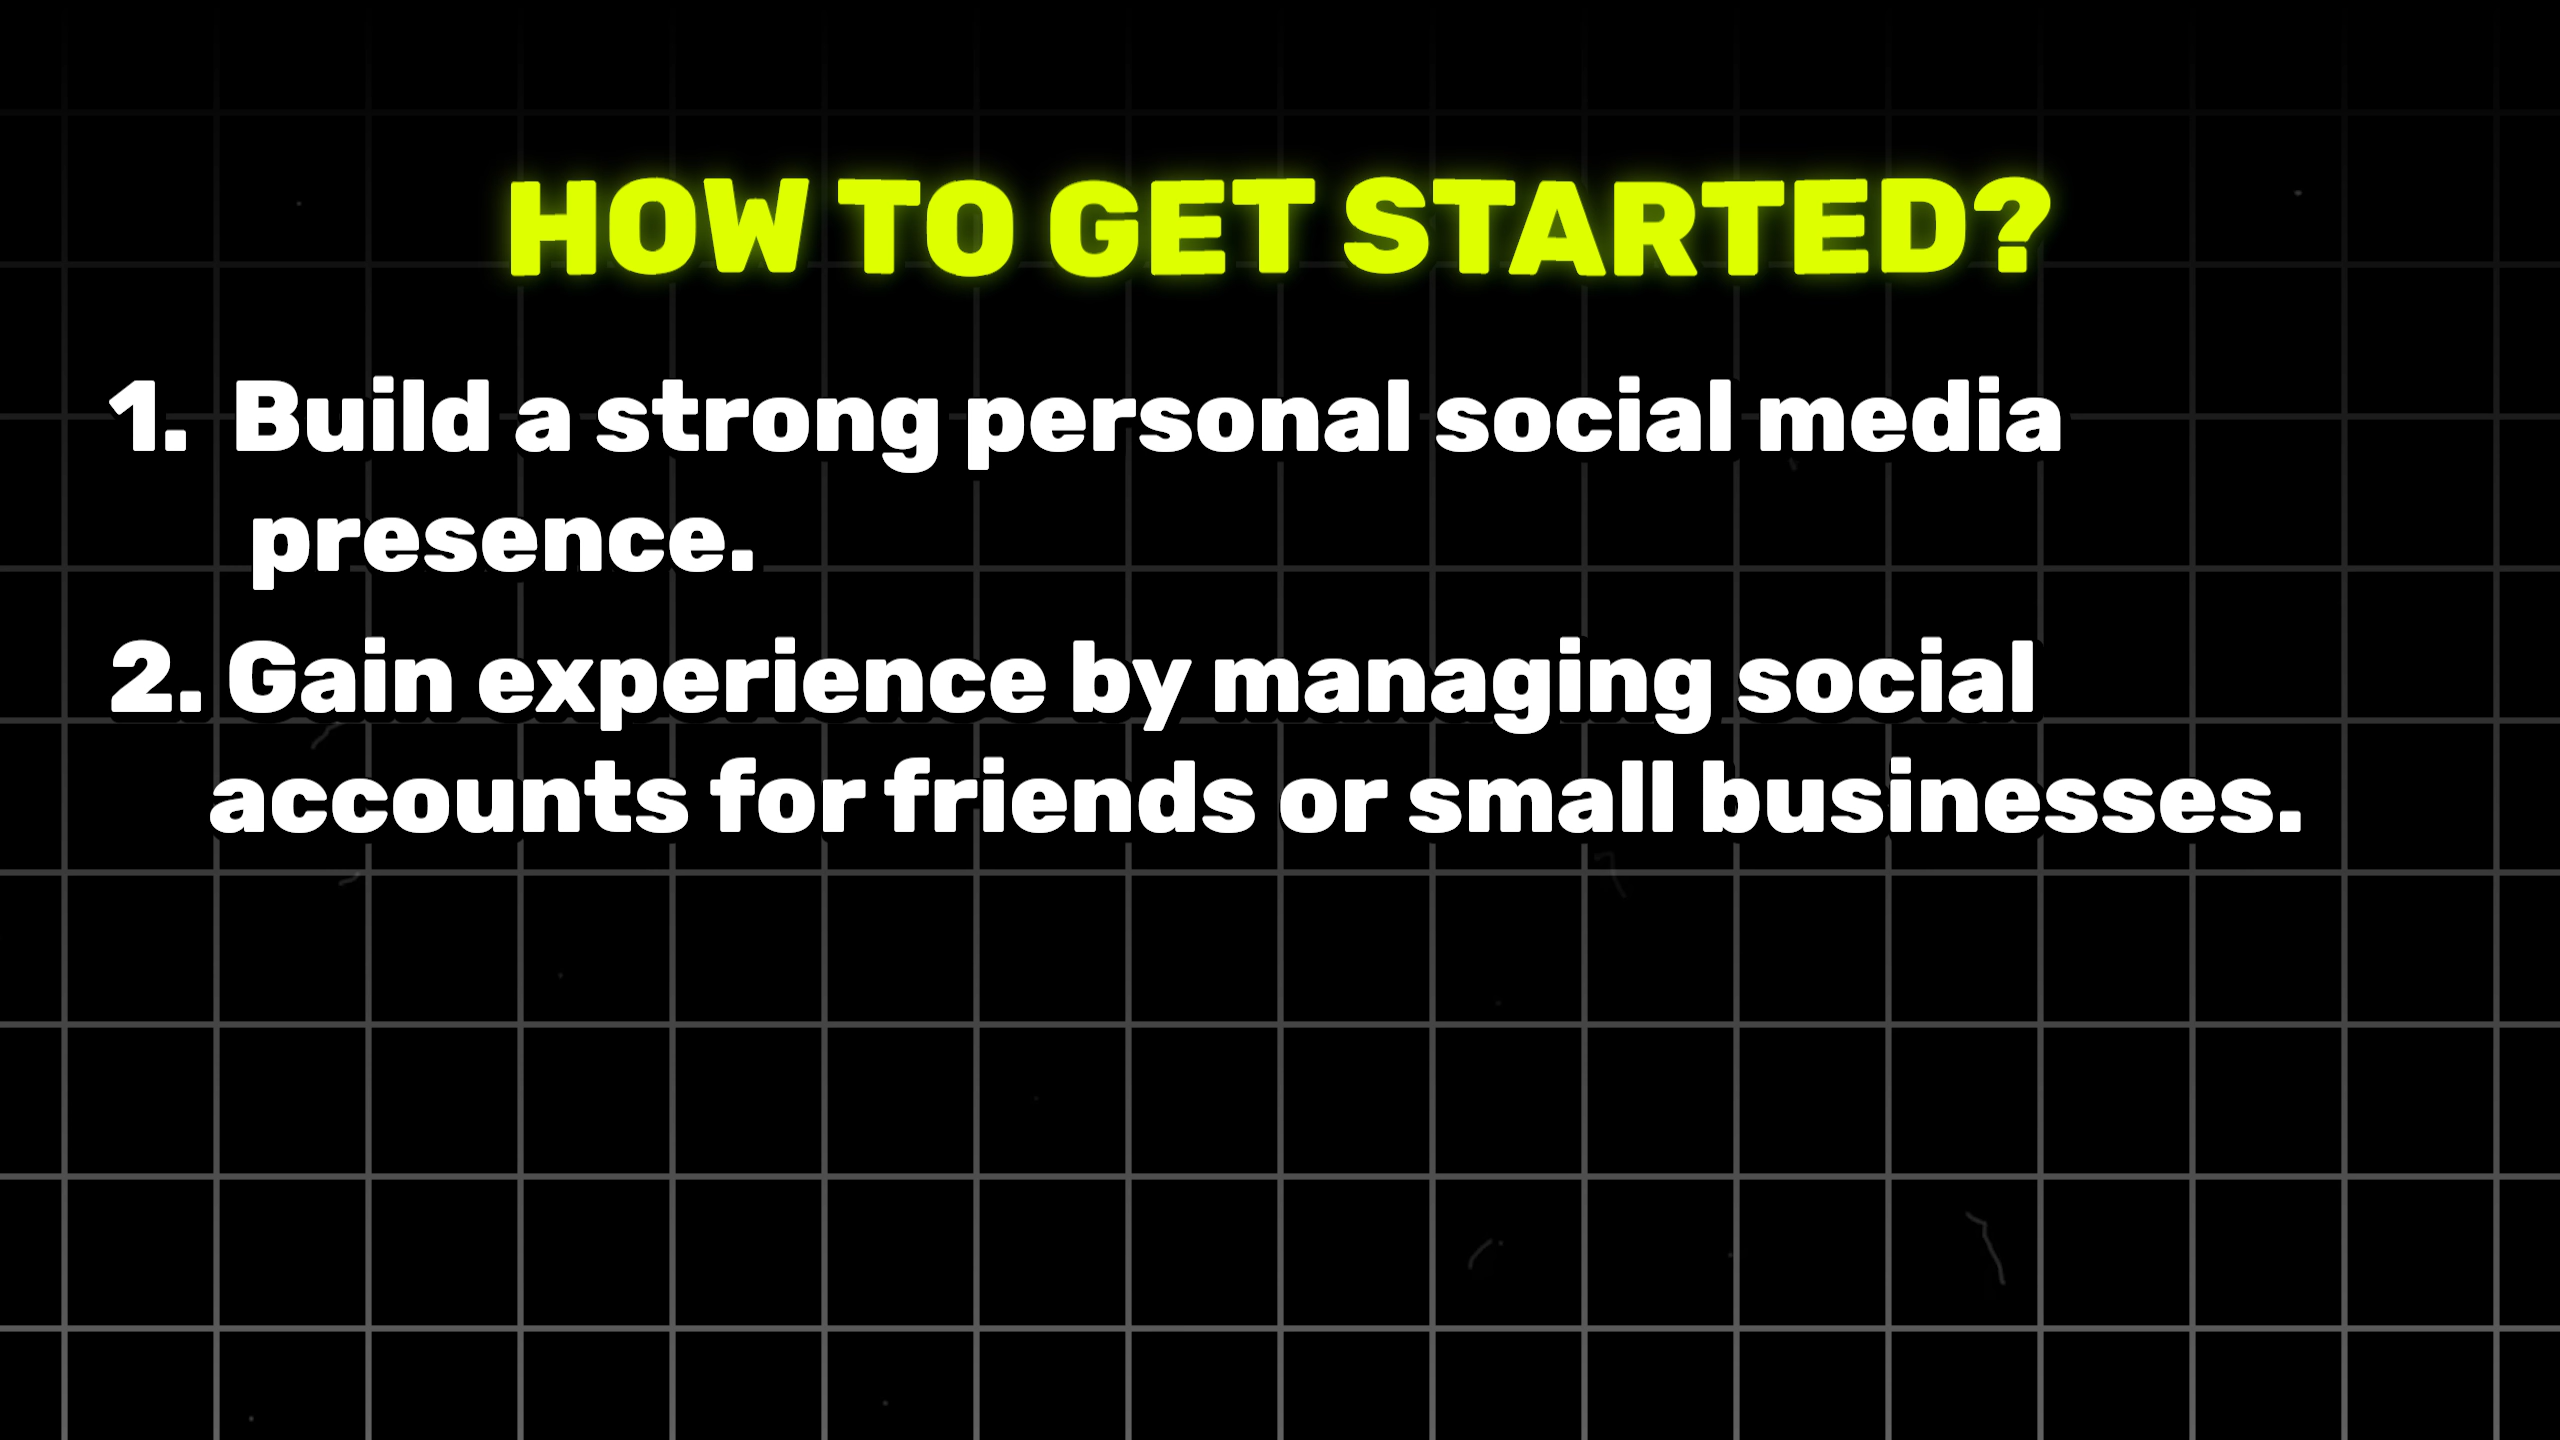 HOW TO GET STARTED?
1. Build a strong personal social media
presence.
2. Gain experience by managing social
accounts for friends or small businesses.